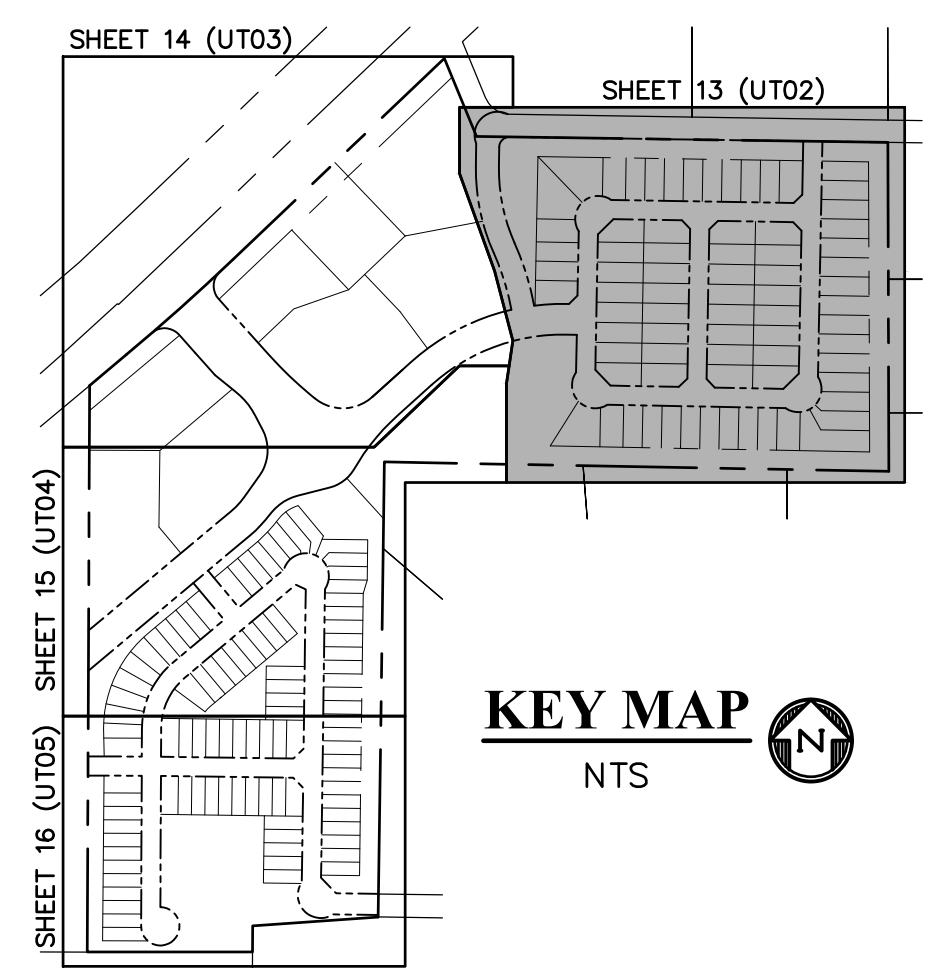 SHEET 14 (UT03)
SHEET 13 (UT02)
SHEET 15 (UT04)
SHEET 16 (UT05)
KEY MAP
NTS
N